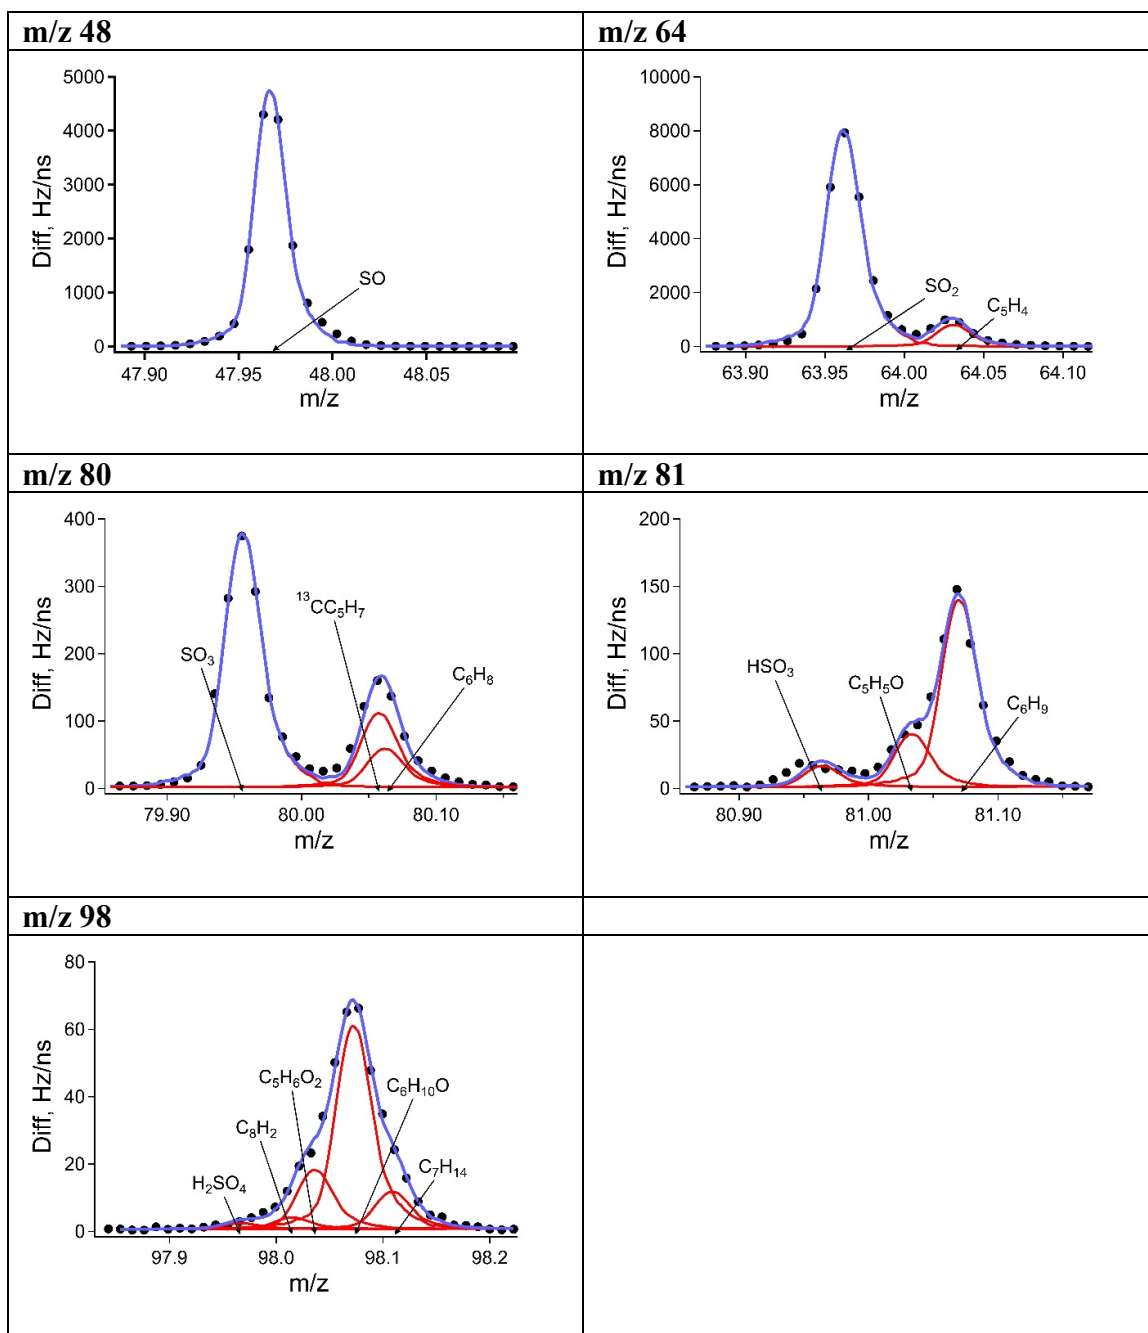 m/z 48
m/z 64
5000
4000
3000
2000
1000
0
Diff, Hz/ns
SO
47.90 47.95 48.00 48.05
m/z
10000
8000
6000
4000
2000
0
Diff, Hz/ns
SO₂
C₅H₄
63.90 63.95 64.00 64.05 64.10
m/z
m/z 80
m/z 81
400
300
200
100
0
Diff, Hz/ns
¹³CC₅H₇
SO₃
C₆H₈
79.90 80.00 80.10
m/z
200
150
100
50
0
Diff, Hz/ns
HSO₃
C₅H₅O
C₆H₉
80.90 81.00 81.10
m/z
m/z 98
80
60
40
20
0
Diff, Hz/ns
C₅H₆O₂
C₆H₁₀O
C₈H₂
C₇H₁₄
H₂SO₄
97.9 98.0 98.1 98.2
m/z